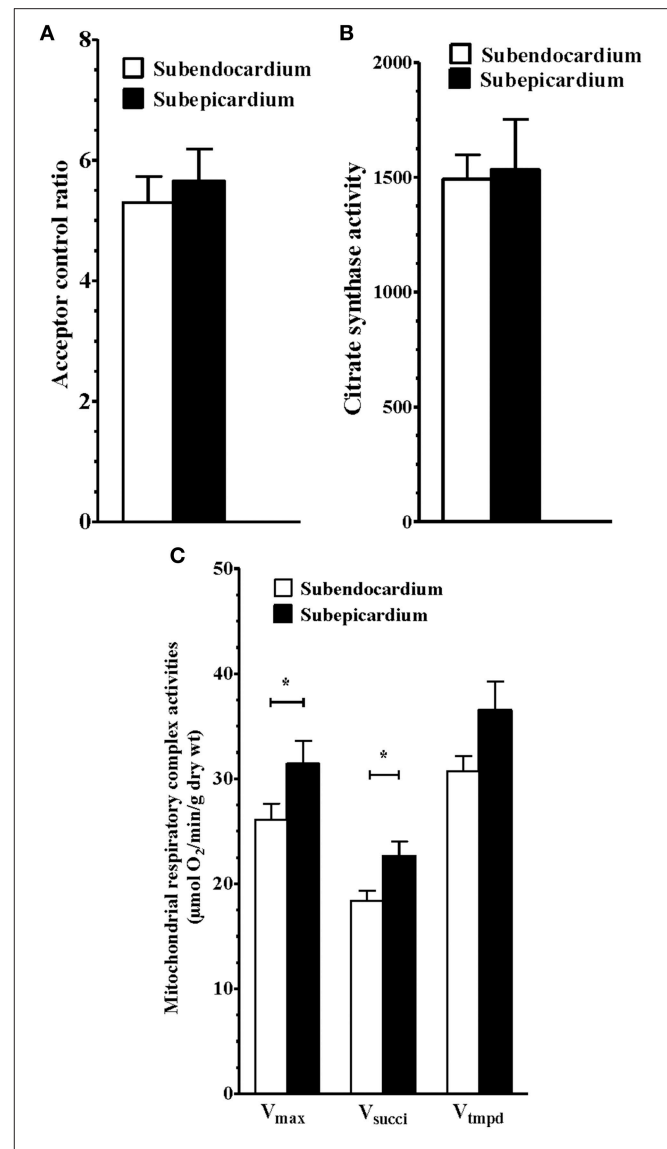 A
Subendocardium
Subepicardium
Acceptor control ratio
8
6
4
2
0
B
Subendocardium
Subepicardium
Citrate synthase activity
2000
1500
1000
500
0
C
Subendocardium
Subepicardium
Mitochondrial respiratory complex activities
(µmol O₂/min/g dry wt)
50
40
30
20
10
0
*
*
Vmax
Vsucci
Vtmpd